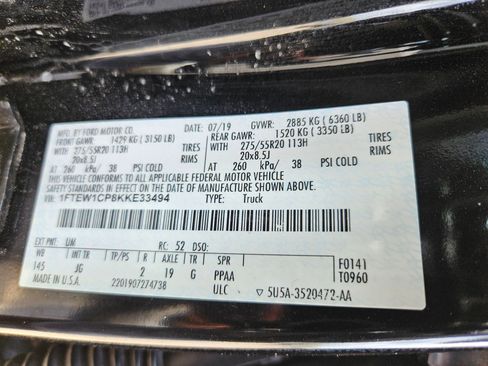 MFD. BY FORD MOTOR CO. 07/19 GVWR: 2885 KG ( 6360 LB)
FRONT GAWR: 1429 KG ( 3150 LB) REAR GAWR: 1520 KG ( 3350 LB)
WITH 275/55R20 113H TIRES WITH 275/55R20 113H TIRES
20x8.5J RIMS 20x8.5J RIMS
AT 260 kPa/ 38 PSI COLD AT 260 kPa/ 38 PSI COLD
THIS VEHICLE CONFORMS TO ALL APPLICABLE FEDERAL MOTOR VEHICLE
SAFETY STANDARDS IN EFFECT ON THE DATE OF MANUFACTURE SHOWN ABOVE.
VIN: 1FTEW1CP8KKE33494 TYPE: Truck
EXT PNT: UM RC: 52 DSO:
WB INT TR TP/PS R AXLE TR SPR F0141
145 JG 2 19 G PPAA T0960
MADE IN U.S.A. 2201907274738 ULC 5U5A-3520472-AA